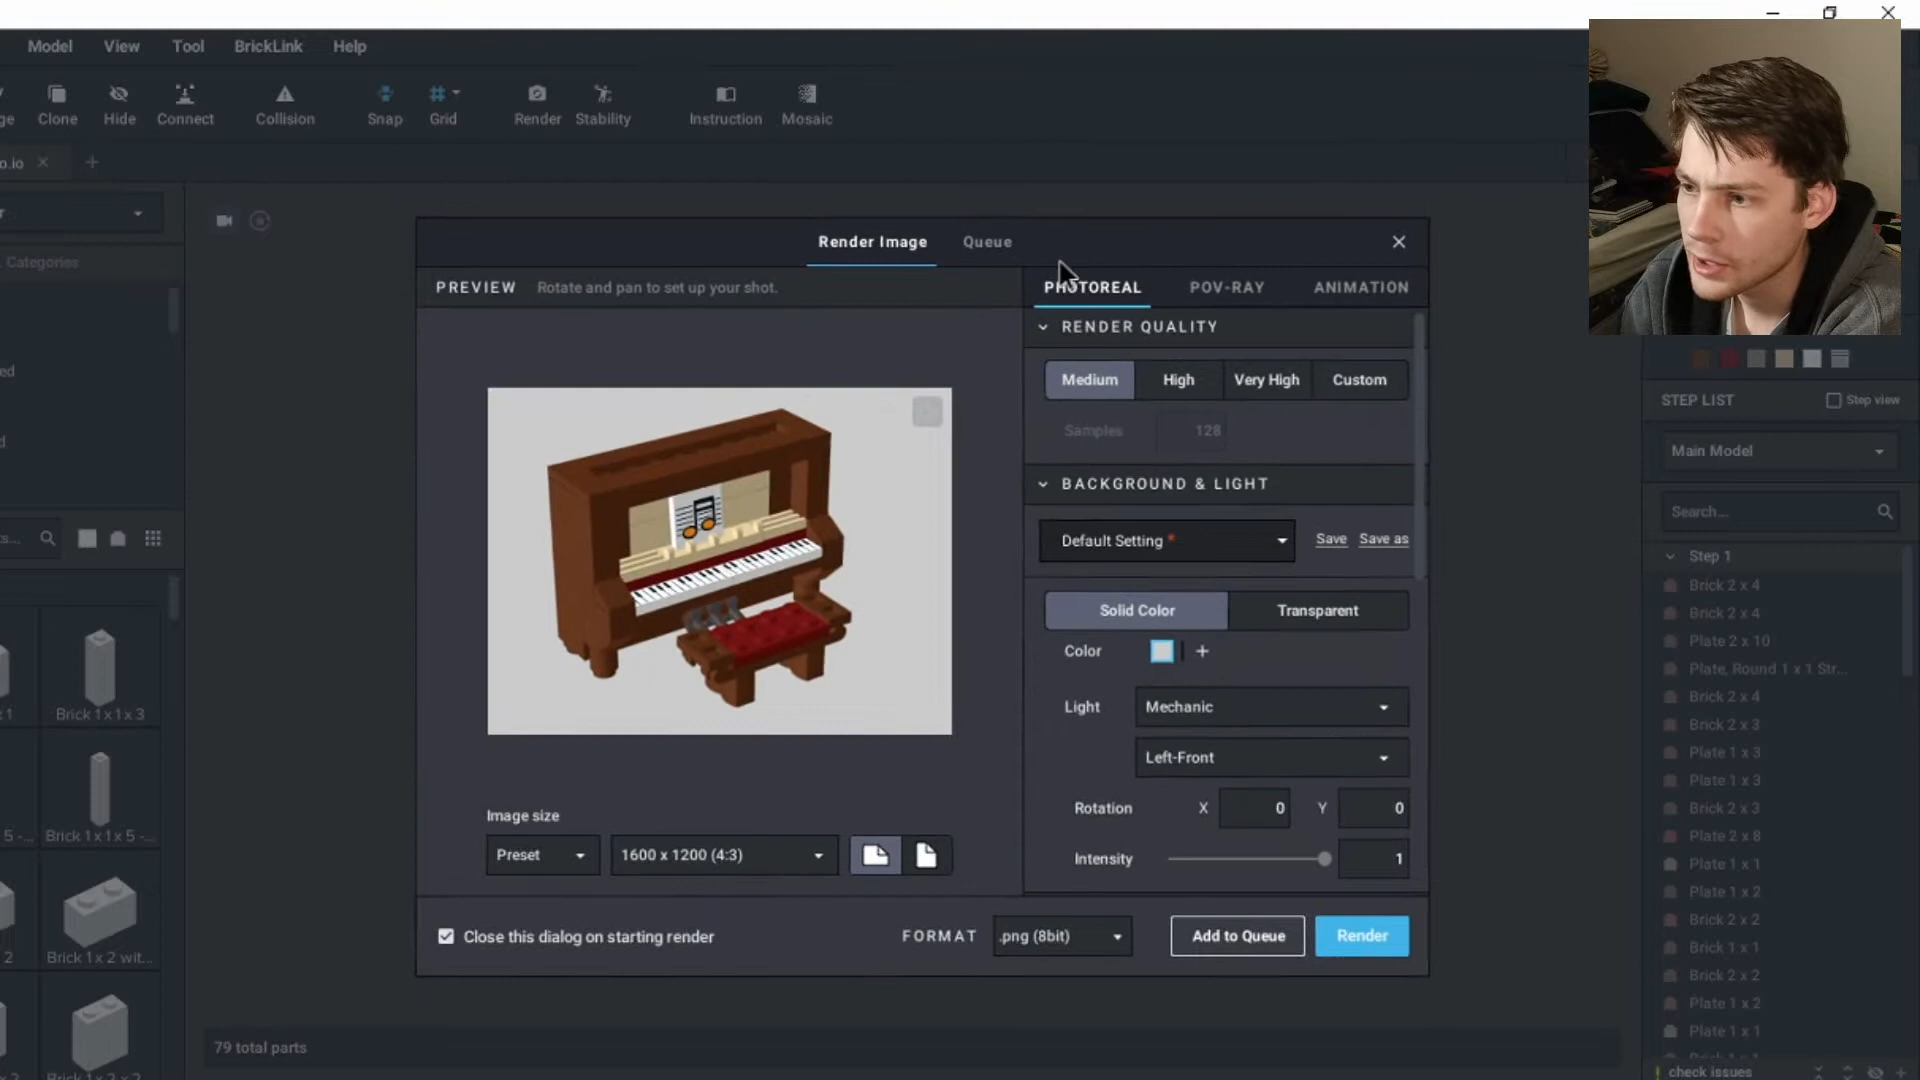 Model View Tool BrickLink Help
ge Clone Hide Connect Collision Snap Grid Render Stability Instruction Mosaic
o.io
r
Categories
ed
d
s...
x 1 Brick 1 x 1 x 3
5 -... Brick 1 x 1 x 5 -...
2 Brick 1 x 2 wit...
Render Image Queue
PREVIEW Rotate and pan to set up your shot.
PHOTOREAL POV-RAY ANIMATION
RENDER QUALITY
Medium High Very High Custom
Samples 128
BACKGROUND & LIGHT
Default Setting * Save Save as
Solid Color Transparent
Color
Light Mechanic
Left-Front
Rotation X 0 Y 0
Intensity 1
Image size
Preset 1600 x 1200 (4:3)
Close this dialog on starting render
FORMAT .png (8bit) Add to Queue Render
79 total parts
STEP LIST Step view
Main Model
Search...
Step 1
Brick 2 x 4
Brick 2 x 4
Plate 2 x 10
Plate, Round 1 x 1 Str...
Brick 2 x 4
Brick 2 x 3
Plate 1 x 3
Plate 1 x 3
Brick 2 x 3
Plate 2 x 8
Plate 1 x 1
Plate 1 x 2
Brick 2 x 2
Brick 1 x 1
Brick 2 x 2
Plate 1 x 2
Plate 1 x 1
check issues